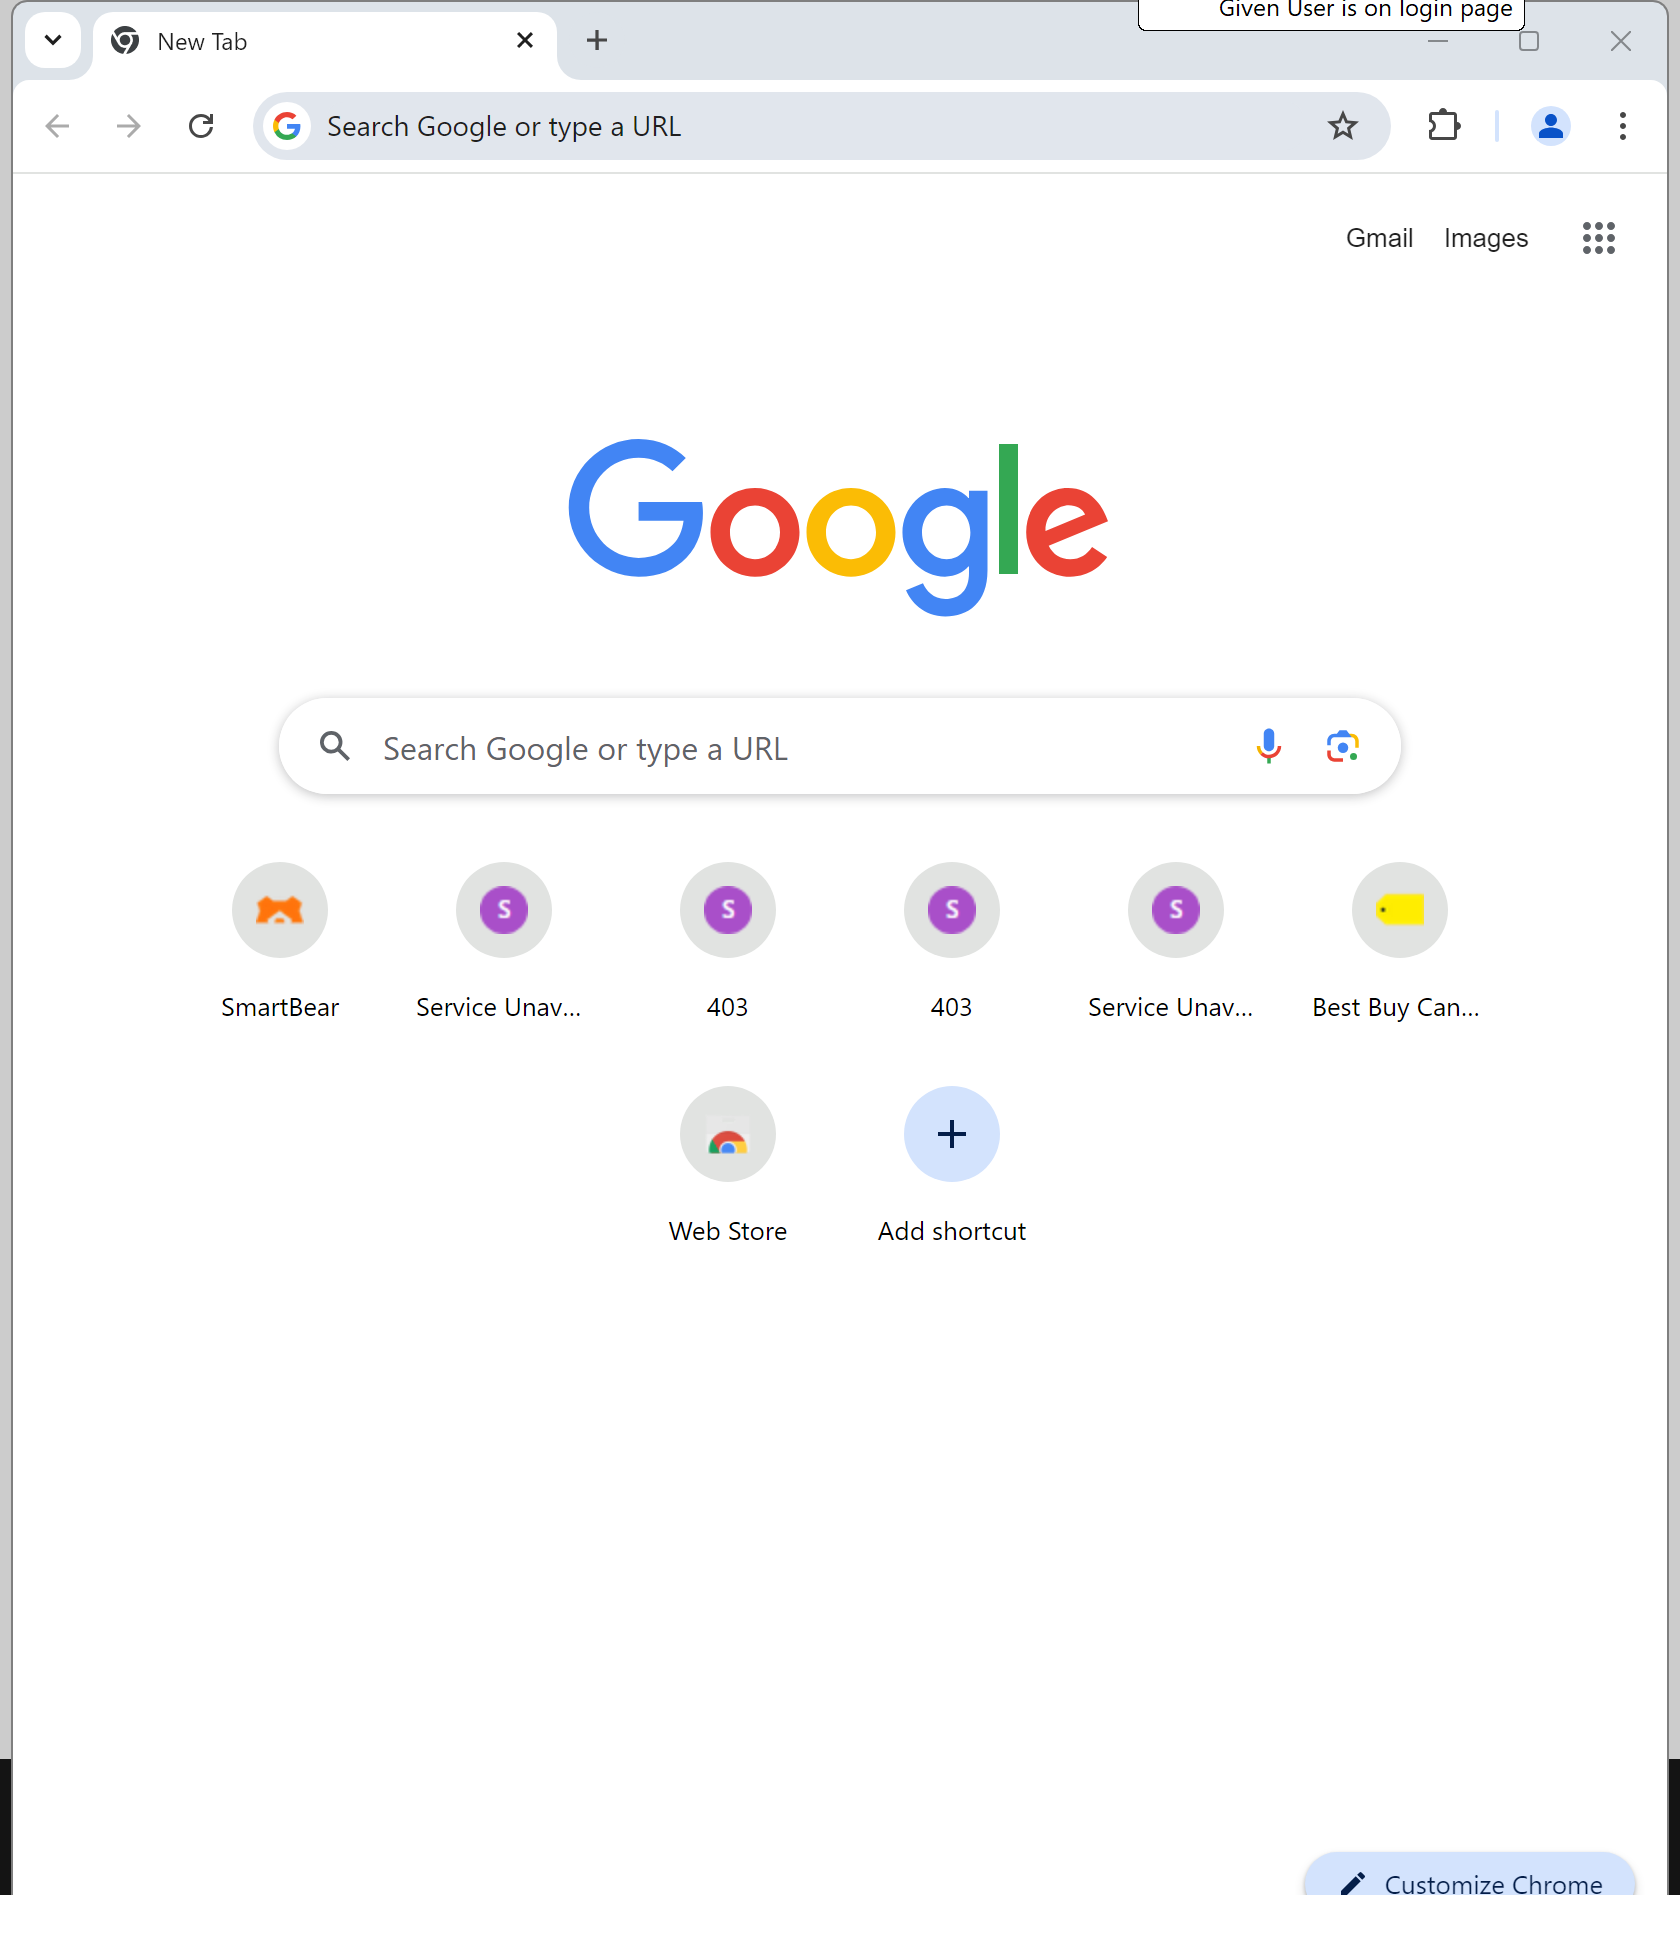 Given User is on login page
New Tab
Search Google or type a URL
Gmail Images
Google
Search Google or type a URL
S S S S
SmartBear Service Unav... 403 403 Service Unav... Best Buy Can...
Web Store Add shortcut
Customize Chrome